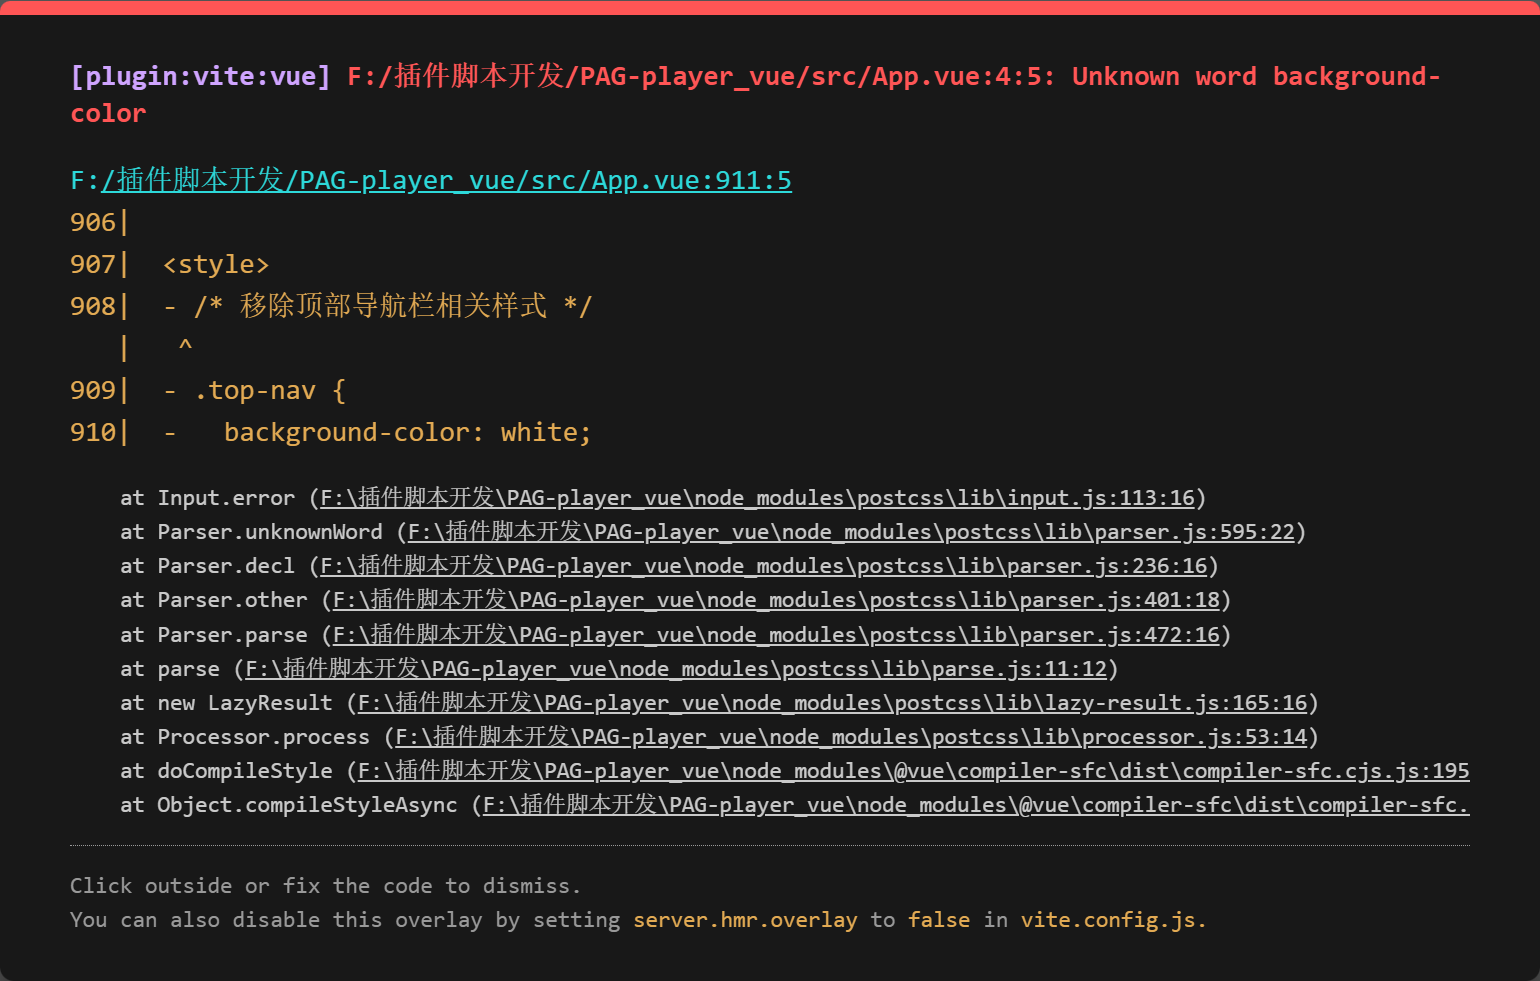 [plugin:vite:vue] F:/插件脚本开发/PAG-player_vue/src/App.vue:4:5: Unknown word background-
color
F:/插件脚本开发/PAG-player_vue/src/App.vue:911:5
906|
907|  <style>
908|  - /* 移除顶部导航栏相关样式 */
   |   ^
909|  - .top-nav {
910|  -   background-color: white;
at Input.error (F:\插件脚本开发\PAG-player_vue\node_modules\postcss\lib\input.js:113:16)
at Parser.unknownWord (F:\插件脚本开发\PAG-player_vue\node_modules\postcss\lib\parser.js:595:22)
at Parser.decl (F:\插件脚本开发\PAG-player_vue\node_modules\postcss\lib\parser.js:236:16)
at Parser.other (F:\插件脚本开发\PAG-player_vue\node_modules\postcss\lib\parser.js:401:18)
at Parser.parse (F:\插件脚本开发\PAG-player_vue\node_modules\postcss\lib\parser.js:472:16)
at parse (F:\插件脚本开发\PAG-player_vue\node_modules\postcss\lib\parse.js:11:12)
at new LazyResult (F:\插件脚本开发\PAG-player_vue\node_modules\postcss\lib\lazy-result.js:165:16)
at Processor.process (F:\插件脚本开发\PAG-player_vue\node_modules\postcss\lib\processor.js:53:14)
at doCompileStyle (F:\插件脚本开发\PAG-player_vue\node_modules\@vue\compiler-sfc\dist\compiler-sfc.cjs.js:195
at Object.compileStyleAsync (F:\插件脚本开发\PAG-player_vue\node_modules\@vue\compiler-sfc\dist\compiler-sfc.
Click outside or fix the code to dismiss.
You can also disable this overlay by setting server.hmr.overlay to false in vite.config.js.